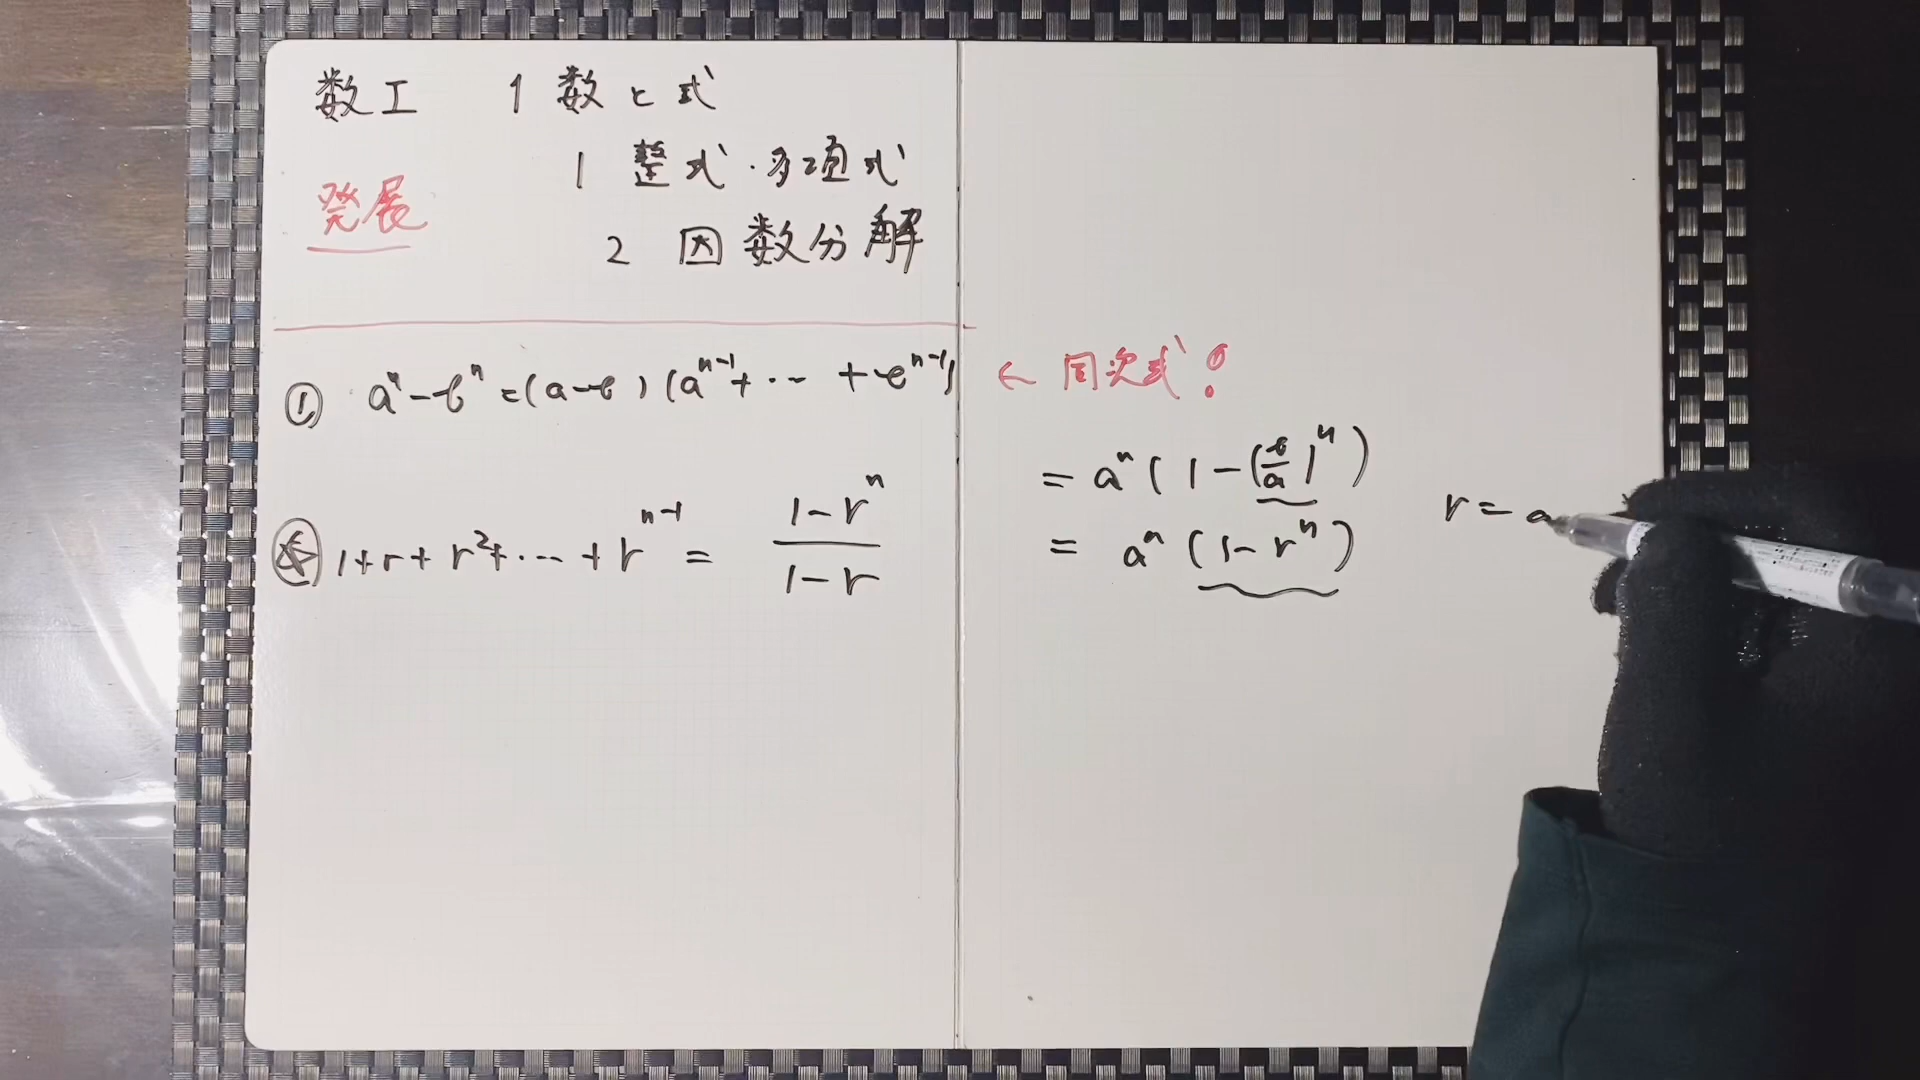 数I 1 数と式
発展 1 整式・多項式
2 因数分解
① aⁿ-bⁿ=(a-b)(aⁿ⁻¹+…+bⁿ⁻¹) ← 同次式!
=aⁿ(1-(b/a)ⁿ)
=aⁿ(1-rⁿ) r=a
☆ 1+r+r²+…+rⁿ⁻¹=(1-rⁿ)/(1-r)